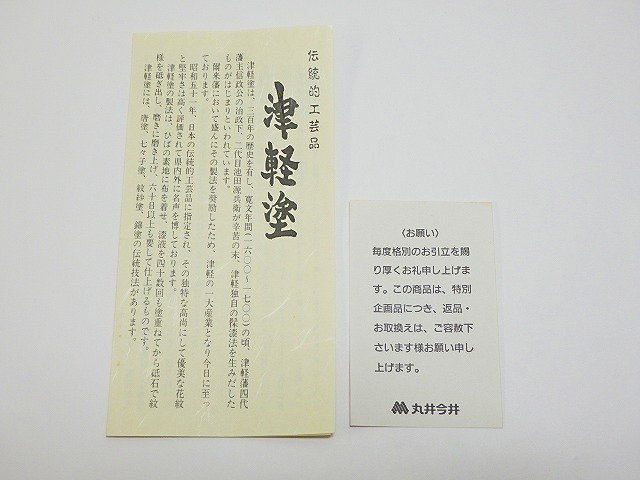 伝統的工芸品
津軽塗
津軽塗は、三百年の歴史を有し、寛文年間(一六〇〇〜一七〇〇)の頃、津軽藩四代
藩主信政公の治政下、二代目池田源兵衛が辛苦の末、津軽独自の髹漆法を生みだした
ものがはじまりといわれています。
爾来藩において盛んにその製法を奨励したため、津軽の一大産業となり今日に至っ
ております。
昭和五十一年、日本の伝統的工芸品に指定され、その独特な高尚にして優美な花紋
と堅牢さは高く評価されて県内外に名声を博しております。
津軽塗の製法は、ひばの素地に布を着せ、漆液を四十数回も塗重ねてから砥石で紋
様を砥ぎ出し、磨きに磨き上げ、六十日以上も要して仕上げるものです。
津軽塗には、唐塗、七々子塗、紋紗塗、錦塗の伝統技法があります。
〈お願い〉
毎度格別のお引立を賜
り厚くお礼申し上げま
す。この商品は、特別
企画品につき、返品・
お取換えは、ご容赦下
さいます様お願い申し
上げます。
丸井今井